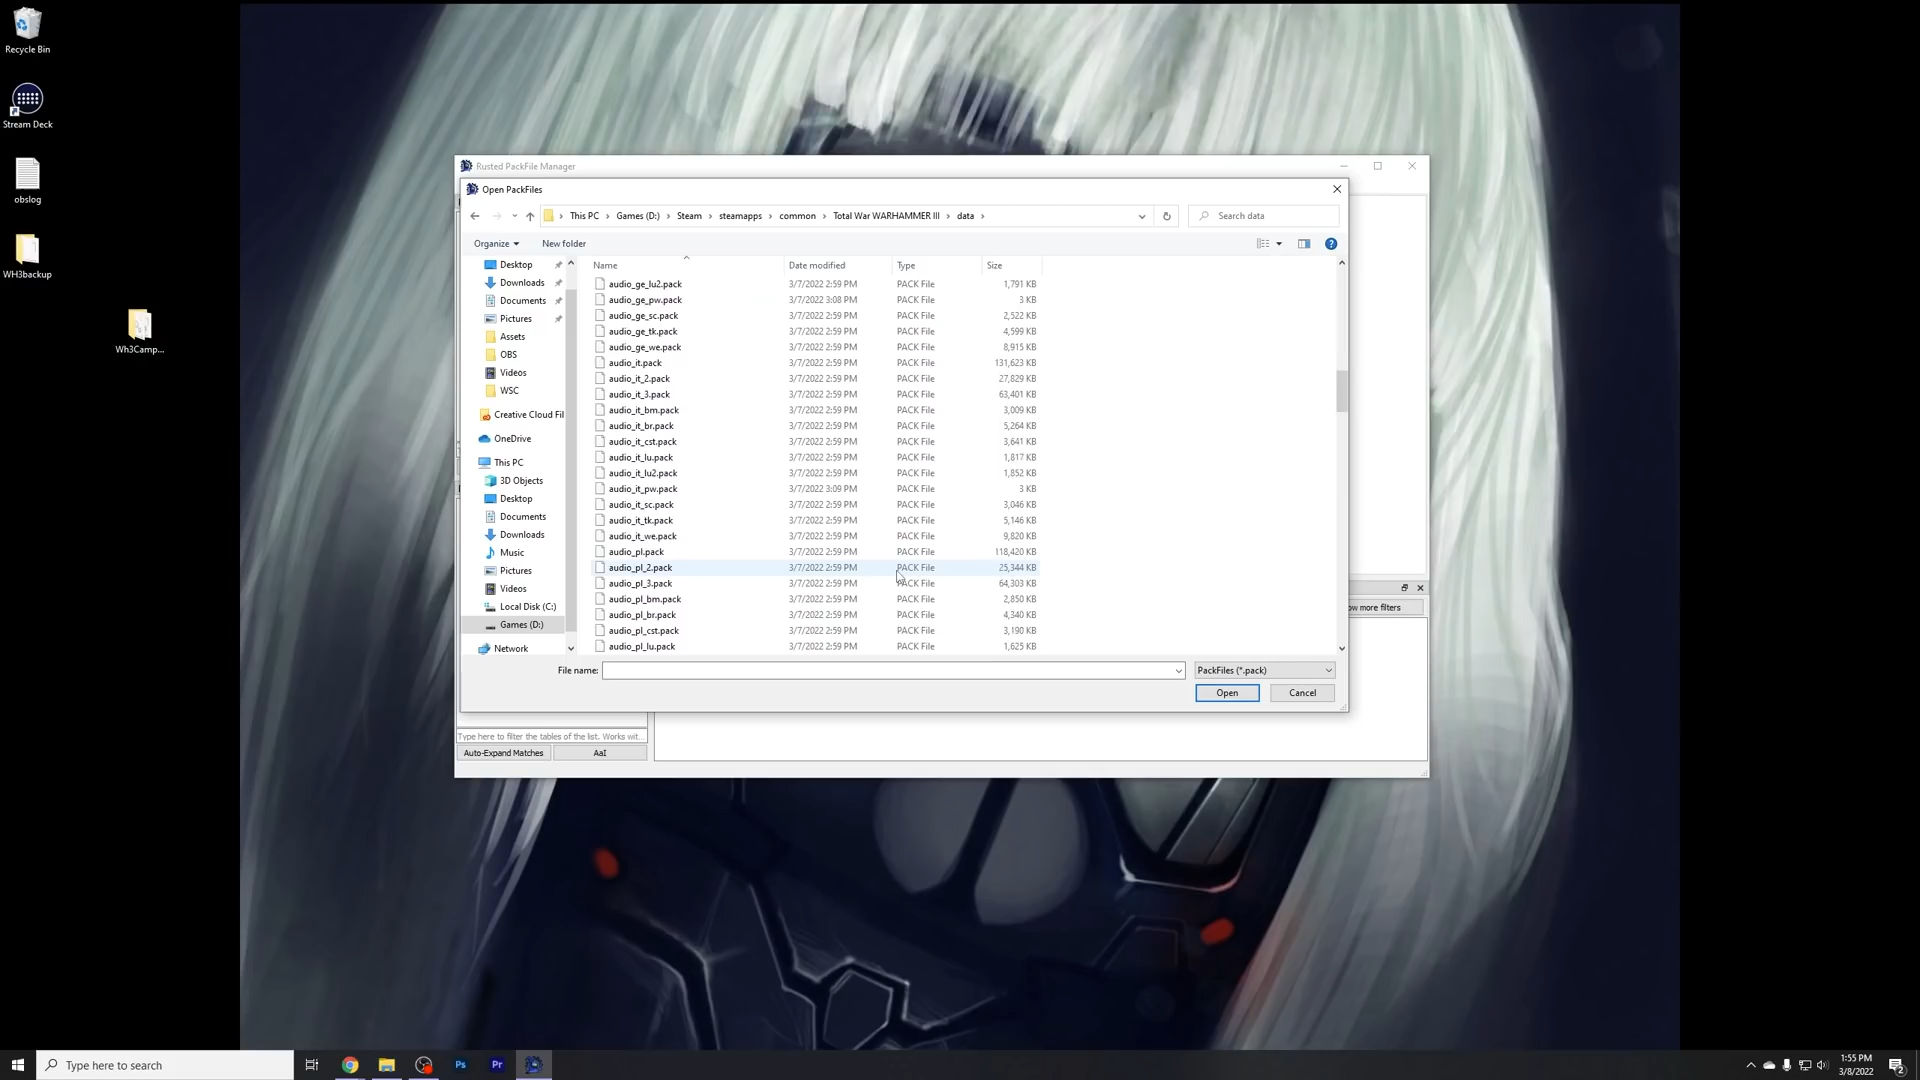 Recycle Bin
Stream Deck
obslog
WH3backup
Wh3Camp...
Rusted PackFile Manager
Open PackFiles
This PC > Games (D:) > Steam > steamapps > common > Total War WARHAMMER III > data >
Search data
Organize
New folder
Desktop
Downloads
Documents
Pictures
Assets
OBS
Videos
WSC
Creative Cloud Fil
OneDrive
This PC
3D Objects
Desktop
Documents
Downloads
Music
Pictures
Videos
Local Disk (C:)
Games (D:)
Network
Name Date modified Type Size
audio_ge_lu2.pack 3/7/2022 2:59 PM PACK File 1,791 KB
audio_ge_pw.pack 3/7/2022 3:08 PM PACK File 3 KB
audio_ge_sc.pack 3/7/2022 2:59 PM PACK File 2,522 KB
audio_ge_tk.pack 3/7/2022 2:59 PM PACK File 4,599 KB
audio_ge_we.pack 3/7/2022 2:59 PM PACK File 8,915 KB
audio_it.pack 3/7/2022 2:59 PM PACK File 131,623 KB
audio_it_2.pack 3/7/2022 2:59 PM PACK File 27,829 KB
audio_it_3.pack 3/7/2022 2:59 PM PACK File 63,401 KB
audio_it_bm.pack 3/7/2022 2:59 PM PACK File 3,009 KB
audio_it_br.pack 3/7/2022 2:59 PM PACK File 5,264 KB
audio_it_cst.pack 3/7/2022 2:59 PM PACK File 3,641 KB
audio_it_lu.pack 3/7/2022 2:59 PM PACK File 1,817 KB
audio_it_lu2.pack 3/7/2022 2:59 PM PACK File 1,852 KB
audio_it_pw.pack 3/7/2022 3:09 PM PACK File 3 KB
audio_it_sc.pack 3/7/2022 2:59 PM PACK File 3,046 KB
audio_it_tk.pack 3/7/2022 2:59 PM PACK File 5,146 KB
audio_it_we.pack 3/7/2022 2:59 PM PACK File 9,820 KB
audio_pl.pack 3/7/2022 2:59 PM PACK File 118,420 KB
audio_pl_2.pack 3/7/2022 2:59 PM PACK File 25,344 KB
audio_pl_3.pack 3/7/2022 2:59 PM PACK File 64,303 KB
audio_pl_bm.pack 3/7/2022 2:59 PM PACK File 2,850 KB
audio_pl_br.pack 3/7/2022 2:59 PM PACK File 4,340 KB
audio_pl_cst.pack 3/7/2022 2:59 PM PACK File 3,190 KB
audio_pl_lu.pack 3/7/2022 2:59 PM PACK File 1,625 KB
File name:
PackFiles (*.pack)
Open
Cancel
ow more filters
Type here to filter the tables of the list. Works wit...
Auto-Expand Matches
AaI
Type here to search
Ps
Pr
1:55 PM
3/8/2022
2